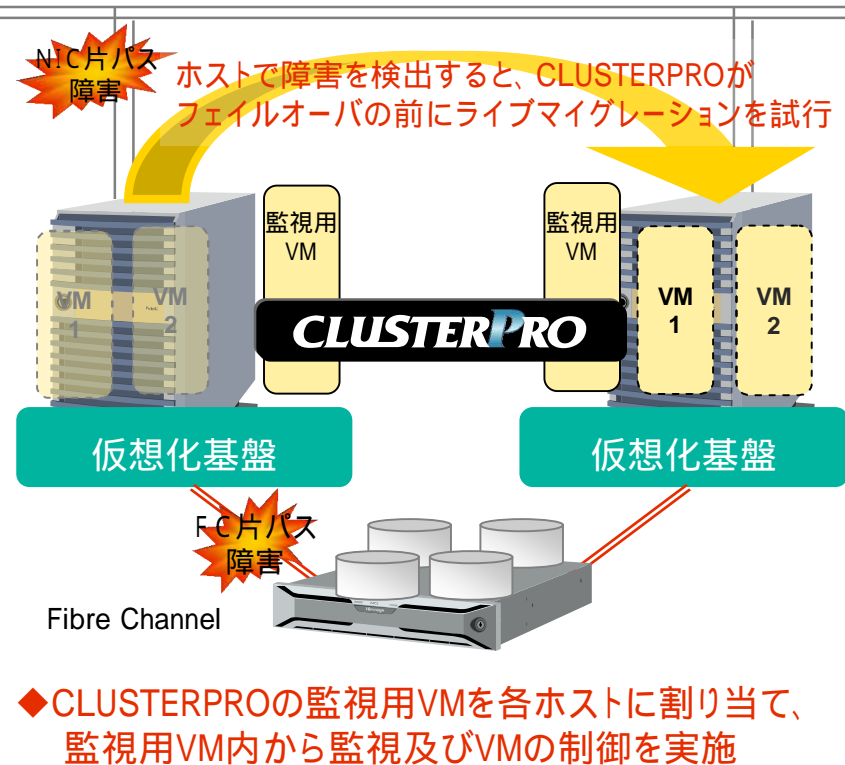 NIC片パス
障害
ホストで障害を検出すると、CLUSTERPROが
フェイルオーバの前にライブマイグレーションを試行
監視用
VM
監視用
VM
VM
1
VM
2
VM
1
VM
2
CLUSTERPRO
仮想化基盤
仮想化基盤
FC片パス
障害
Fibre Channel
◆CLUSTERPROの監視用VMを各ホストに割り当て、
監視用VM内から監視及びVMの制御を実施